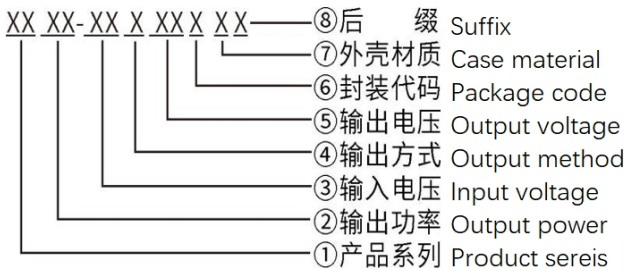 XX XX-XX X XX X X X
⑧后 缀 Suffix
⑦外壳材质 Case material
⑥封装代码 Package code
⑤输出电压 Output voltage
④输出方式 Output method
③输入电压 Input voltage
②输出功率 Output power
①产品系列 Product sereis